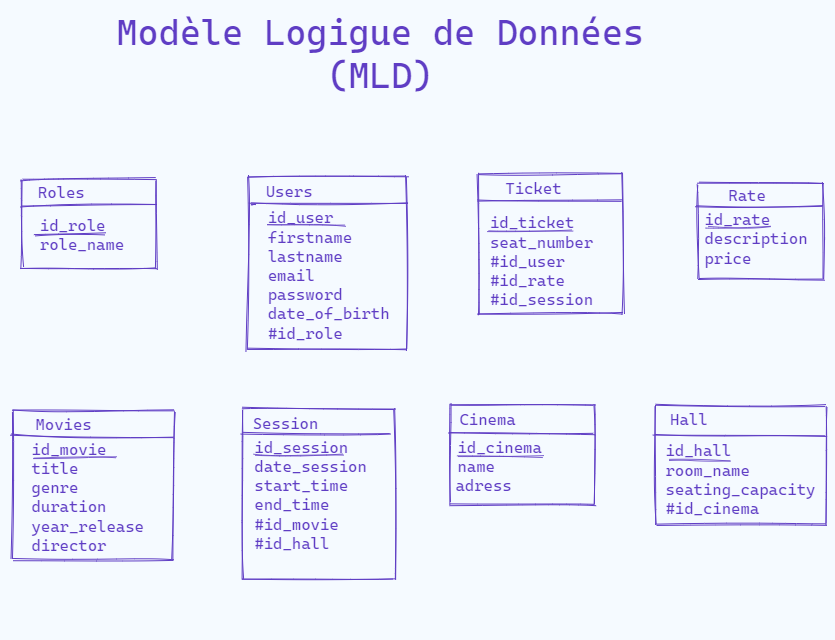 Modèle Logigue de Données
(MLD)
Roles
id_role
role_name
Users
id_user
firstname
lastname
email
password
date_of_birth
#id_role
Ticket
id_ticket
seat_number
#id_user
#id_rate
#id_session
Rate
id_rate
description
price
Movies
id_movie
title
genre
duration
year_release
director
Session
id_session
date_session
start_time
end_time
#id_movie
#id_hall
Cinema
id_cinema
name
adress
Hall
id_hall
room_name
seating_capacity
#id_cinema